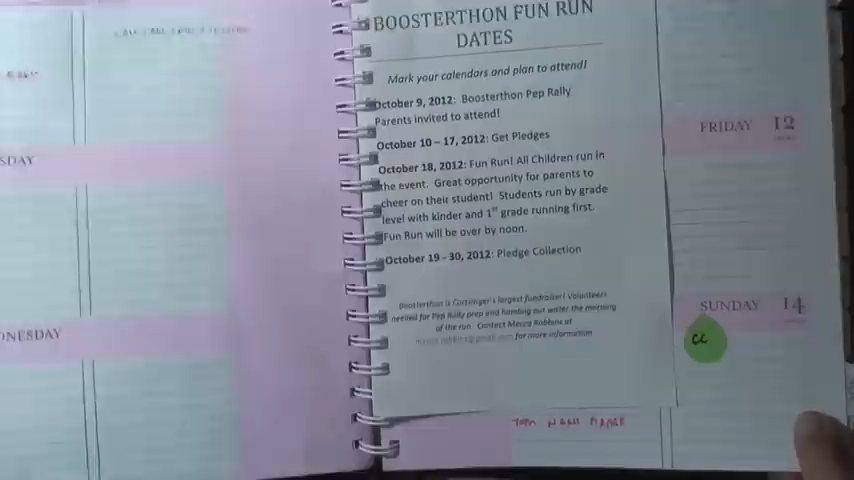 SDAY
NESDAY
BOOSTERTHON FUN RUN
DATES
Mark your calendars and plan to attend!
October 9, 2012: Boosterthon Pep Rally
Parents invited to attend!
October 10 – 17, 2012: Get Pledges
October 18, 2012: Fun Run! All Children run in
the event. Great opportunity for parents to
cheer on their student! Students run by grade
level with kinder and 1st grade running first.
Fun Run will be over by noon.
October 19 - 30, 2012: Pledge Collection
Boosterthon is largest fundraiser! Volunteers
needed for Pep Rally prep and handing out water the morning
of the run. Contact Mecca Robbins at
for more information
FRIDAY 12
SUNDAY 14
CC